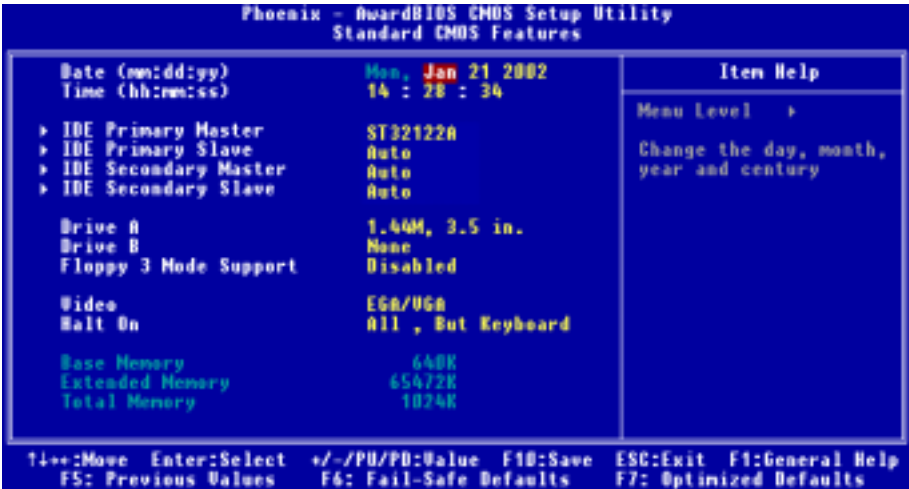 Phoenix - AwardBIOS CMOS Setup Utility
Standard CMOS Features
Date (mm:dd:yy) Mon, Jan 21 2002
Time (hh:mm:ss) 14 : 28 : 34
IDE Primary Master ST32122A
IDE Primary Slave Auto
IDE Secondary Master Auto
IDE Secondary Slave Auto
Drive A 1.44M, 3.5 in.
Drive B None
Floppy 3 Mode Support Disabled
Video EGA/VGA
Halt On All , But Keyboard
Base Memory 640K
Extended Memory 65472K
Total Memory 1024K
Item Help
Menu Level ▸
Change the day, month,
year and century
↑↓→←:Move Enter:Select +/-/PU/PD:Value F10:Save ESC:Exit F1:General Help
F5: Previous Values F6: Fail-Safe Defaults F7: Optimized Defaults